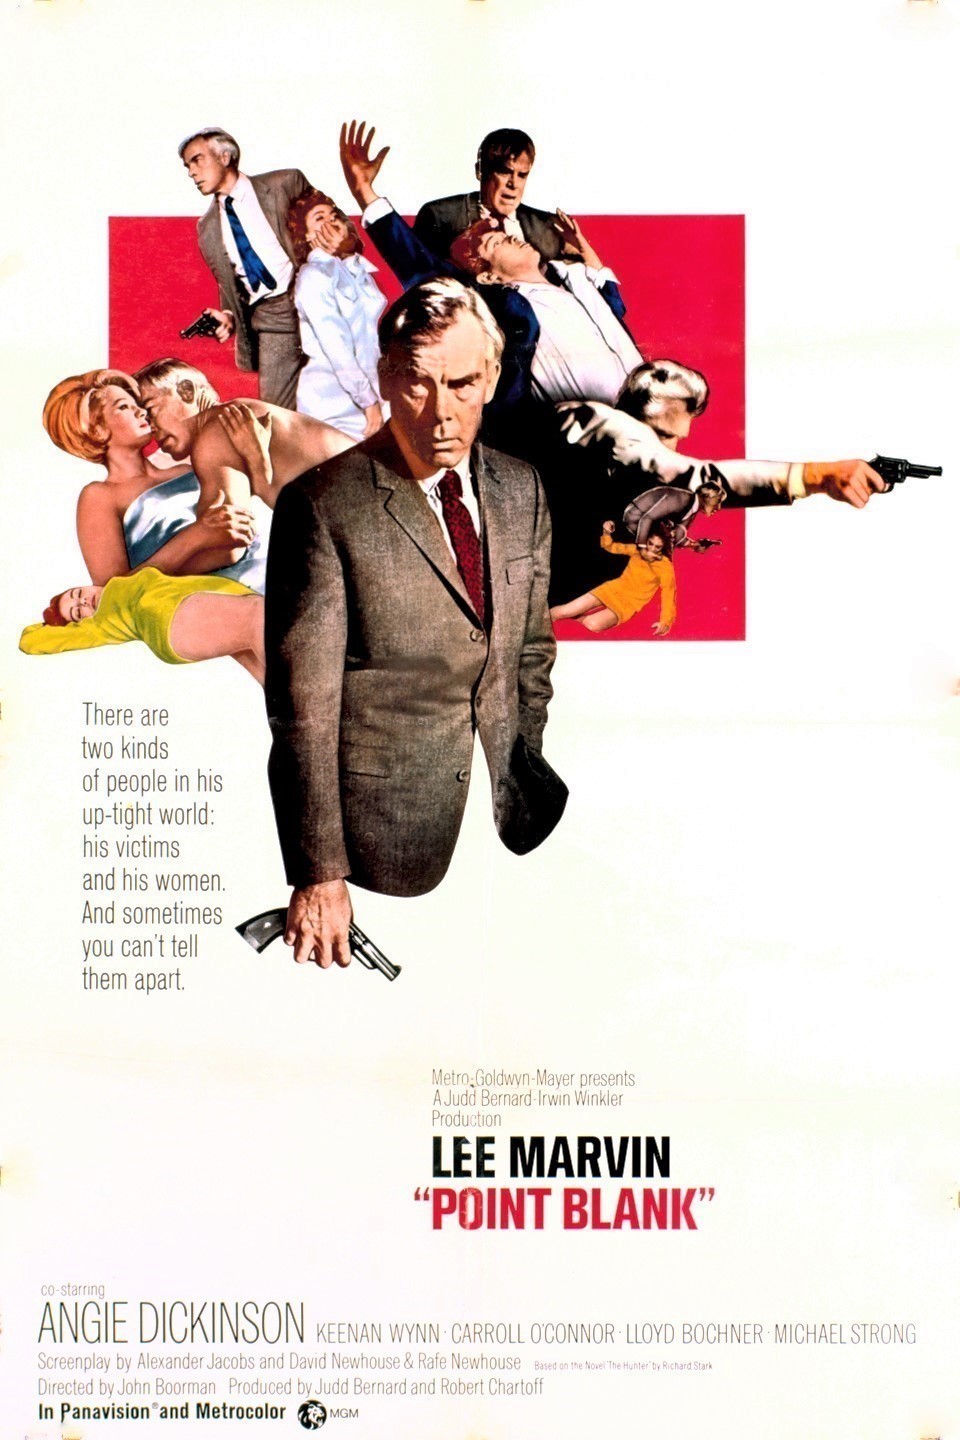 There are
two kinds
of people in his
up-tight world:
his victims
and his women.
And sometimes
you can't tell
them apart.
Metro-Goldwyn-Mayer presents
A Judd Bernard-Irwin Winkler
Production
LEE MARVIN
"POINT BLANK"
co-starring
ANGIE DICKINSON KEENAN WYNN · CARROLL O'CONNOR · LLOYD BOCHNER · MICHAEL STRONG
Screenplay by Alexander Jacobs and David Newhouse & Rafe Newhouse Based on the Novel "The Hunter" by Richard Stark
Directed by John Boorman Produced by Judd Bernard and Robert Chartoff
In Panavision® and Metrocolor MGM